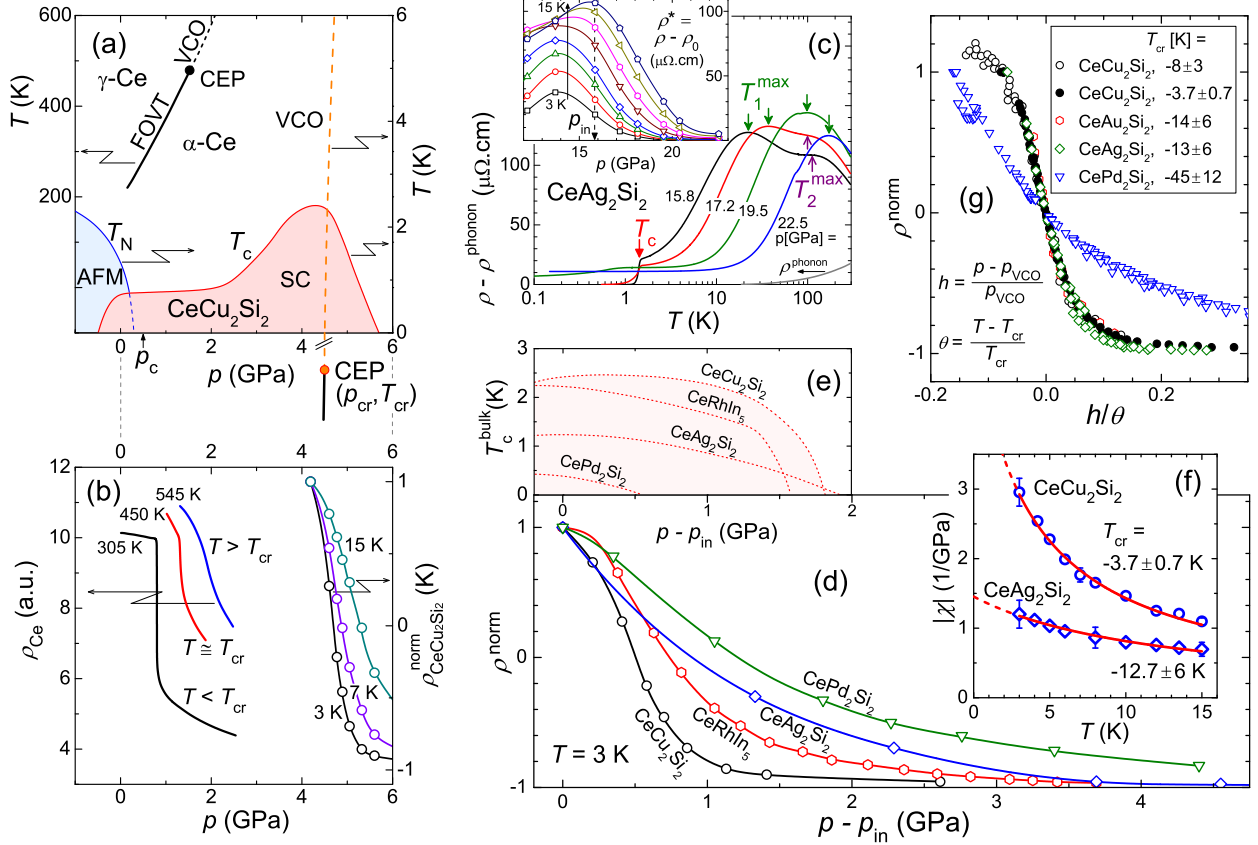 (a)
T (K)
600
400
200
0
γ-Ce
FOVT
VCO
CEP
α-Ce
VCO
6
5
4
3
2
1
0
T (K)
T_N
AFM
T_c
SC
CeCu₂Si₂
0
2
4
6
p_c
p (GPa)
CEP
(p_cr,T_cr)
0
2
4
6
(b)
12
10
8
6
4
ρ_Ce (a.u.)
545 K
450 K
305 K
T > T_cr
T ≅ T_cr
T < T_cr
15 K
7 K
3 K
1
0
-1
ρ^norm_CeCu2Si2 (K)
0
2
4
6
p (GPa)
15 K
3 K
ρ* =
ρ - ρ₀
(μΩ.cm)
100
50
p_in
15
20
p (GPa)
(c)
T₁^max
T₂^max
CeAg₂Si₂
ρ - ρ^phonon (μΩ.cm)
100
50
0
T_c
15.8
17.2
19.5
22.5
p[GPa] =
ρ^phonon
0.1
1
10
100
T (K)
(e)
3
2
1
0
T_c^bulk (K)
CeCu₂Si₂
CeRhIn₅
CeAg₂Si₂
CePd₂Si₂
0
1
2
p - p_in (GPa)
(d)
1
0
-1
ρ^norm
CePd₂Si₂
CeAg₂Si₂
CeRhIn₅
CeCu₂Si₂
T = 3 K
0
1
2
3
4
p - p_in (GPa)
(f)
3
2
1
0
|χ| (1/GPa)
CeCu₂Si₂
T_cr =
-3.7±0.7 K
CeAg₂Si₂
-12.7±6 K
0
5
10
15
T (K)
T_cr [K] =
CeCu₂Si₂, -8±3
CeCu₂Si₂, -3.7±0.7
CeAu₂Si₂ -14±6
CeAg₂Si₂, -13±6
CePd₂Si₂, -45±12
(g)
1
0
-1
ρ^norm
h = (p - p_VCO)/p_VCO
θ = (T - T_cr)/T_cr
-0.2
0.0
0.2
h/θ